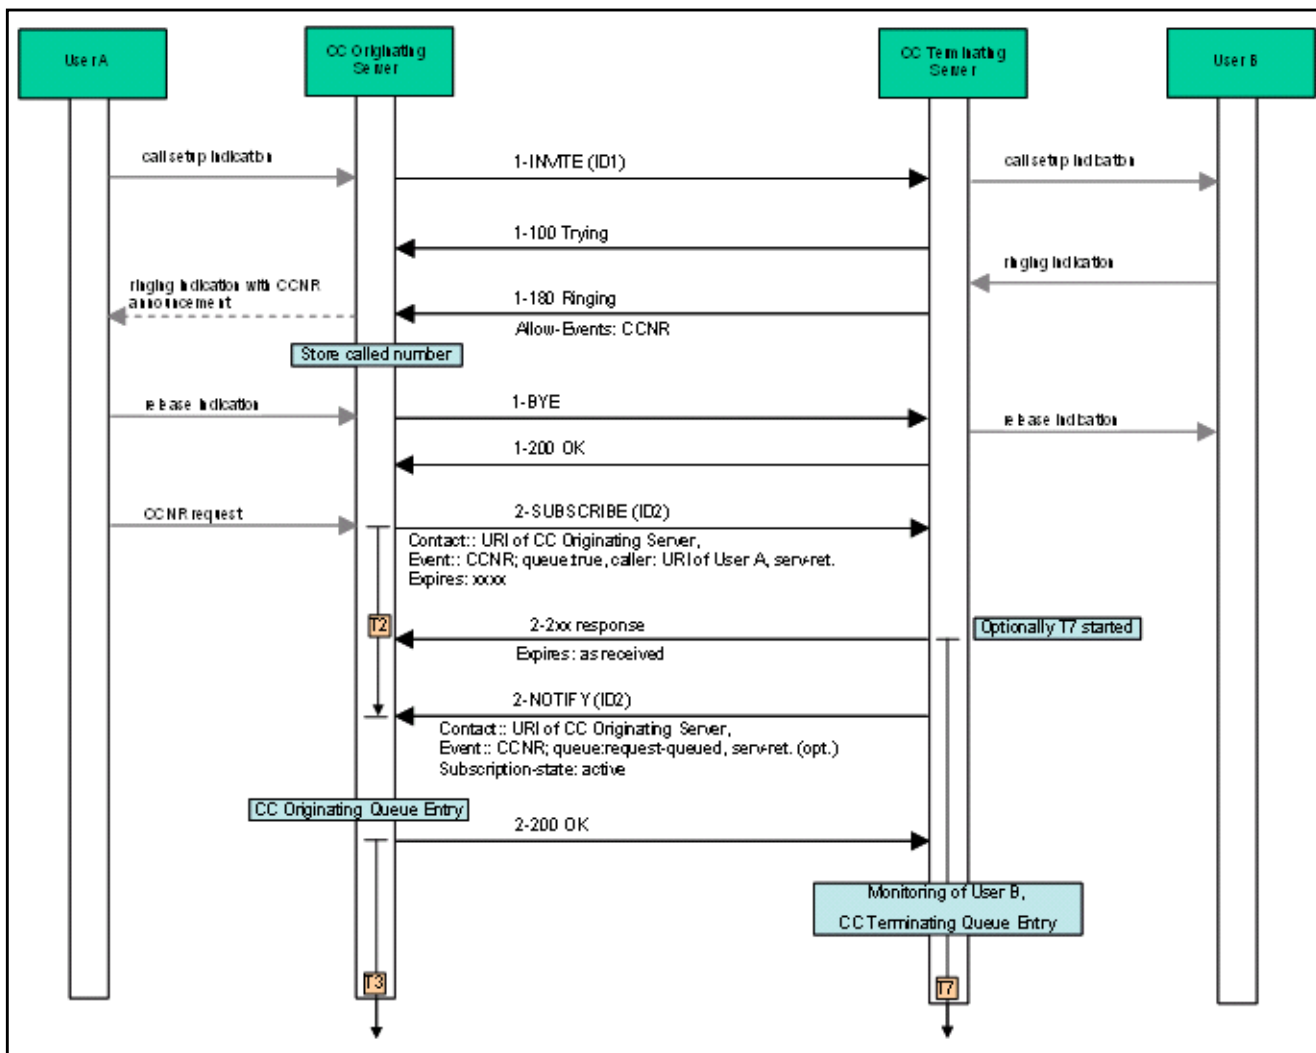 User A
CC Originating
Server
CC Terminating
Server
User B
call setup indication
1-INVITE (ID1)
call setup indication
1-100 Trying
ringing indication
ringing indication with CCNR
announcement
1-180 Ringing
Allow-Events: CCNR
Store called number
release indication
1-BYE
release indication
1-200 OK
CCNR request
2-SUBSCRIBE (ID2)
Contact:: URI of CC Originating Server,
Event:: CCNR; queue:true, caller: URI of User A, serv-ret.
Expires: xxxx
T2
2-2xx response
Optionally T7 started
Expires: as received
2-NOTIFY (ID2)
Contact:: URI of CC Originating Server,
Event:: CCNR; queue:request-queued, serv-ret. (opt.)
Subscription-state: active
CC Originating Queue Entry
2-200 OK
Monitoring of User B,
CC Terminating Queue Entry
T3
T7